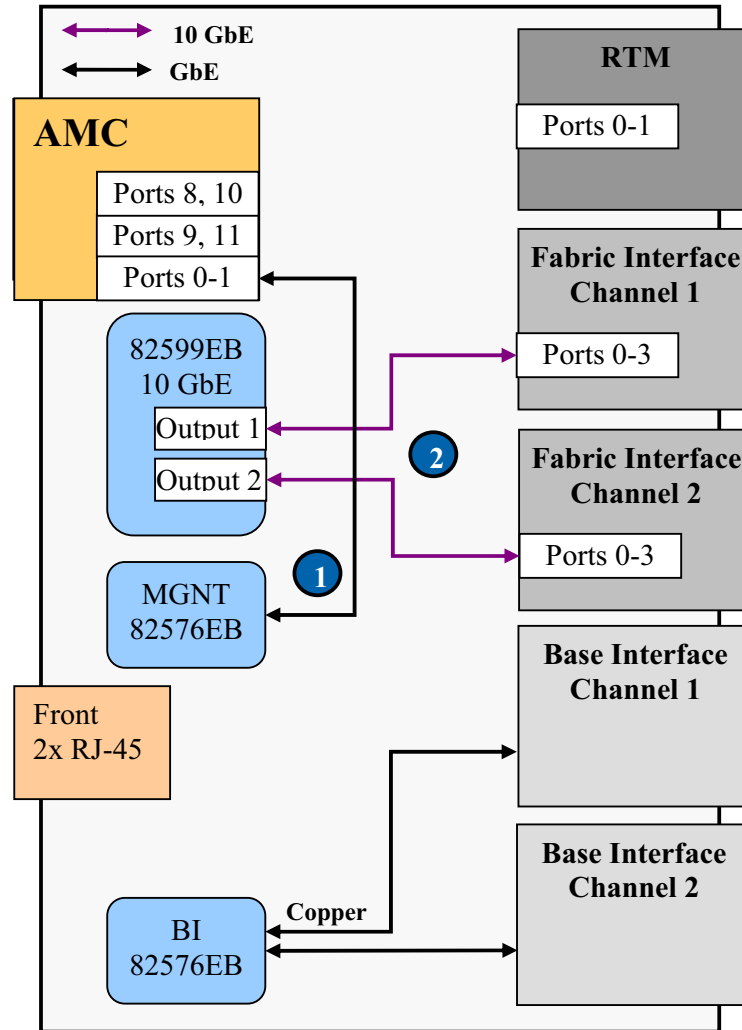 10 GbE
GbE
RTM
Ports 0-1
AMC
Ports 8, 10
Ports 9, 11
Ports 0-1
Fabric Interface
Channel 1
Ports 0-3
82599EB
10 GbE
Output 1
Output 2
2
Fabric Interface
Channel 2
Ports 0-3
1
MGNT
82576EB
Base Interface
Channel 1
Front
2x RJ-45
Base Interface
Channel 2
Copper
BI
82576EB